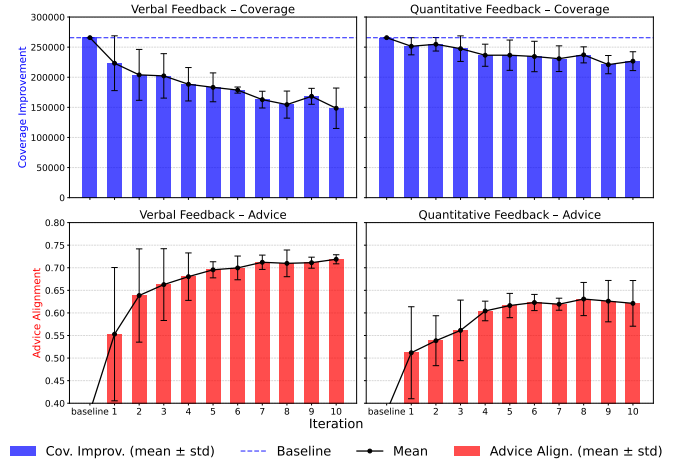 Verbal Feedback – Coverage
Quantitative Feedback – Coverage
Coverage Improvement
300000
250000
200000
150000
100000
50000
0
Verbal Feedback – Advice
Quantitative Feedback – Advice
Advice Alignment
0.80
0.75
0.70
0.65
0.60
0.55
0.50
0.45
0.40
baseline 1 2 3 4 5 6 7 8 9 10
baseline 1 2 3 4 5 6 7 8 9 10
Iteration
Cov. Improv. (mean ± std) Baseline Mean Advice Align. (mean ± std)